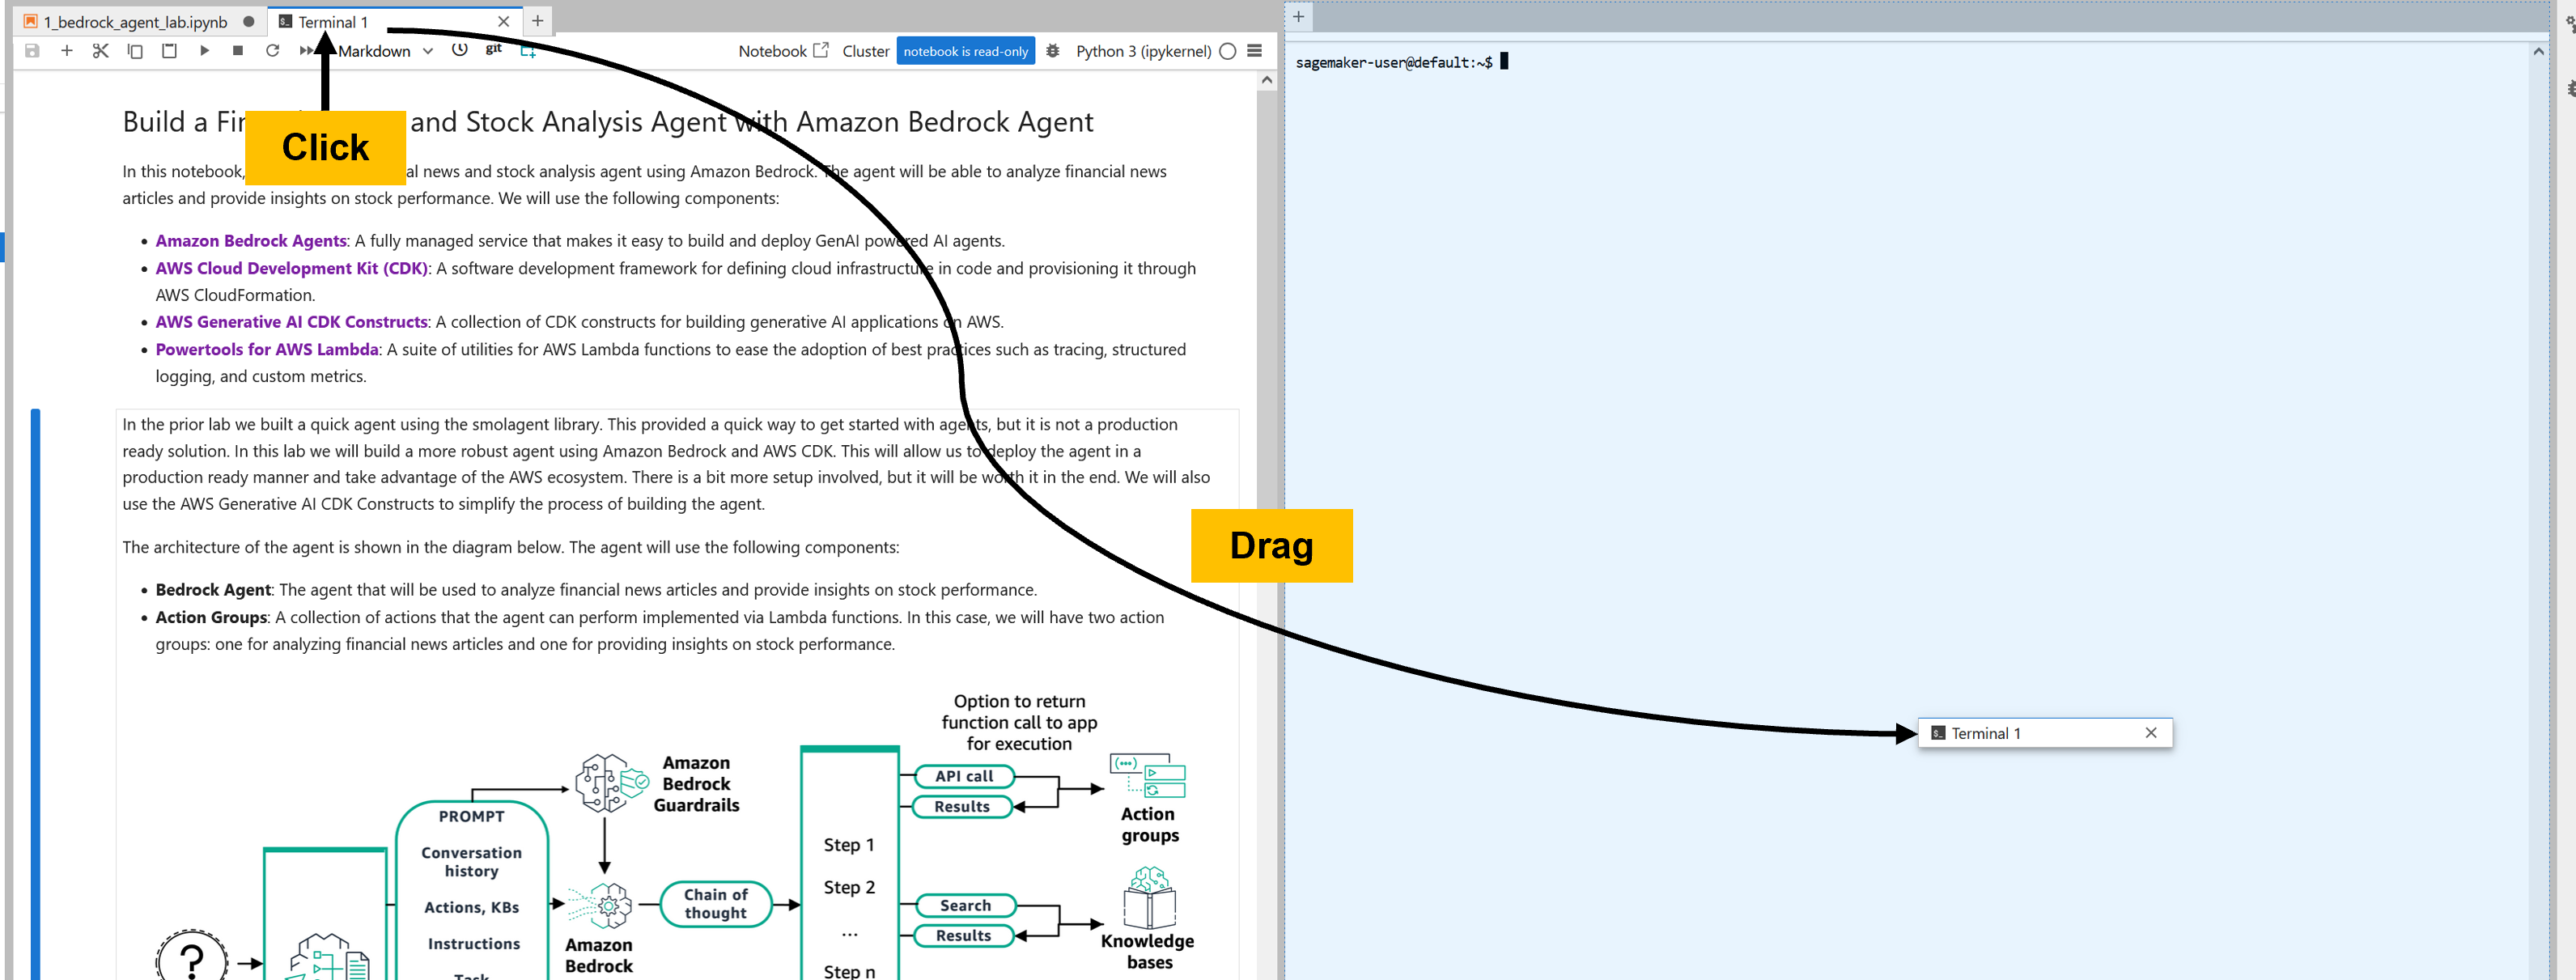 1_bedrock_agent_lab.ipynb
Terminal 1
Markdown
git
Notebook
Cluster
notebook is read-only
Python 3 (ipykernel)
Click
Build a Fin and Stock Analysis Agent with Amazon Bedrock Agent
In this notebook, al news and stock analysis agent using Amazon Bedrock. The agent will be able to analyze financial news
articles and provide insights on stock performance. We will use the following components:
• Amazon Bedrock Agents: A fully managed service that makes it easy to build and deploy GenAI powered AI agents.
• AWS Cloud Development Kit (CDK): A software development framework for defining cloud infrastructure in code and provisioning it through
AWS CloudFormation.
• AWS Generative AI CDK Constructs: A collection of CDK constructs for building generative AI applications on AWS.
• Powertools for AWS Lambda: A suite of utilities for AWS Lambda functions to ease the adoption of best practices such as tracing, structured
logging, and custom metrics.
In the prior lab we built a quick agent using the smolagent library. This provided a quick way to get started with agents, but it is not a production
ready solution. In this lab we will build a more robust agent using Amazon Bedrock and AWS CDK. This will allow us to deploy the agent in a
production ready manner and take advantage of the AWS ecosystem. There is a bit more setup involved, but it will be worth it in the end. We will also
use the AWS Generative AI CDK Constructs to simplify the process of building the agent.
The architecture of the agent is shown in the diagram below. The agent will use the following components:
• Bedrock Agent: The agent that will be used to analyze financial news articles and provide insights on stock performance.
• Action Groups: A collection of actions that the agent can perform implemented via Lambda functions. In this case, we will have two action
groups: one for analyzing financial news articles and one for providing insights on stock performance.
?
PROMPT
Conversation
history
Actions, KBs
Instructions
Task
Amazon
Bedrock
Guardrails
Amazon
Bedrock
Chain of
thought
Step 1
Step 2
...
Step n
Option to return
function call to app
for execution
API call
Results
Action
groups
Search
Results
Knowledge
bases
sagemaker-user@default:~$
Drag
Terminal 1